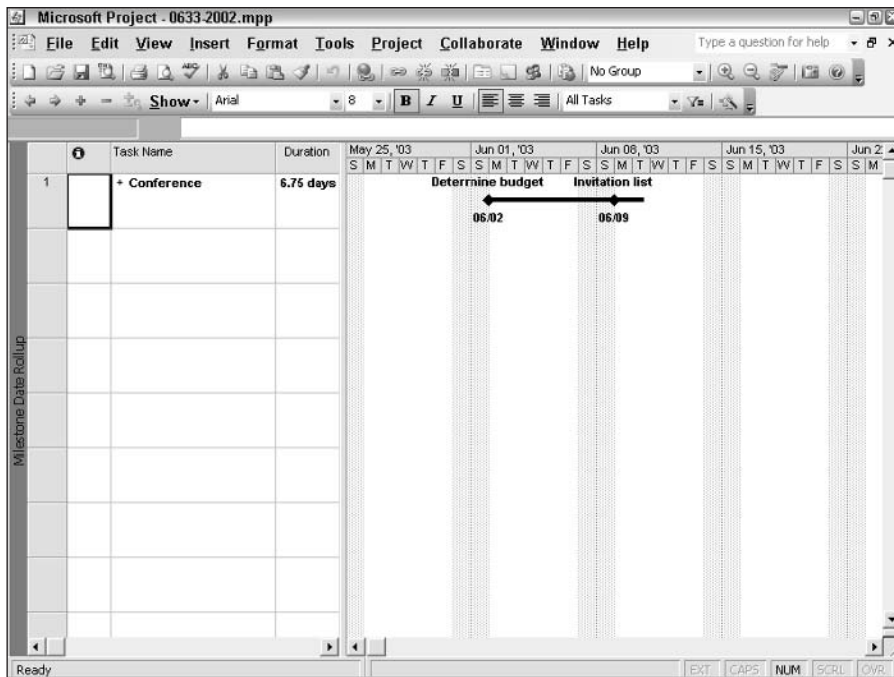 Microsoft Project - 0633-2002.mpp
File Edit View Insert Format Tools Project Collaborate Window Help Type a question for help
No Group
Show Arial 8 B I U All Tasks
Task Name Duration May 25, '03 Jun 01, '03 Jun 08, '03 Jun 15, '03 Jun 2
S M T W T F S S M T W T F S S M T W T F S S M T W T F S S M
1 + Conference 6.75 days Determine budget Invitation list
06/02 06/09
Milestone Date Rollup
Ready EXT CAPS NUM SCRL OVR